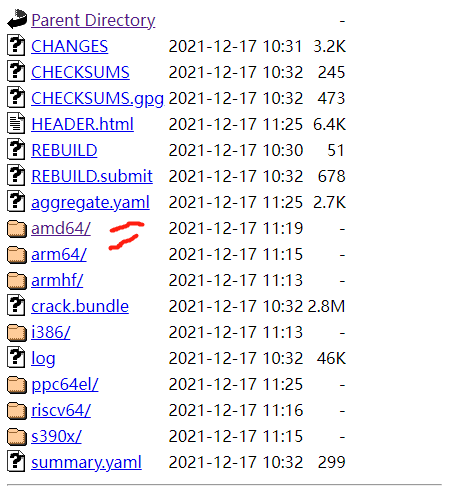 Parent Directory -
CHANGES 2021-12-17 10:31 3.2K
CHECKSUMS 2021-12-17 10:32 245
CHECKSUMS.gpg 2021-12-17 10:32 473
HEADER.html 2021-12-17 11:25 6.4K
REBUILD 2021-12-17 10:30 51
REBUILD.submit 2021-12-17 10:32 678
aggregate.yaml 2021-12-17 11:25 2.7K
amd64/ 2021-12-17 11:19 -
arm64/ 2021-12-17 11:15 -
armhf/ 2021-12-17 11:13 -
crack.bundle 2021-12-17 10:32 2.8M
i386/ 2021-12-17 11:13 -
log 2021-12-17 10:32 46K
ppc64el/ 2021-12-17 11:25 -
riscv64/ 2021-12-17 11:16 -
s390x/ 2021-12-17 11:15 -
summary.yaml 2021-12-17 10:32 299